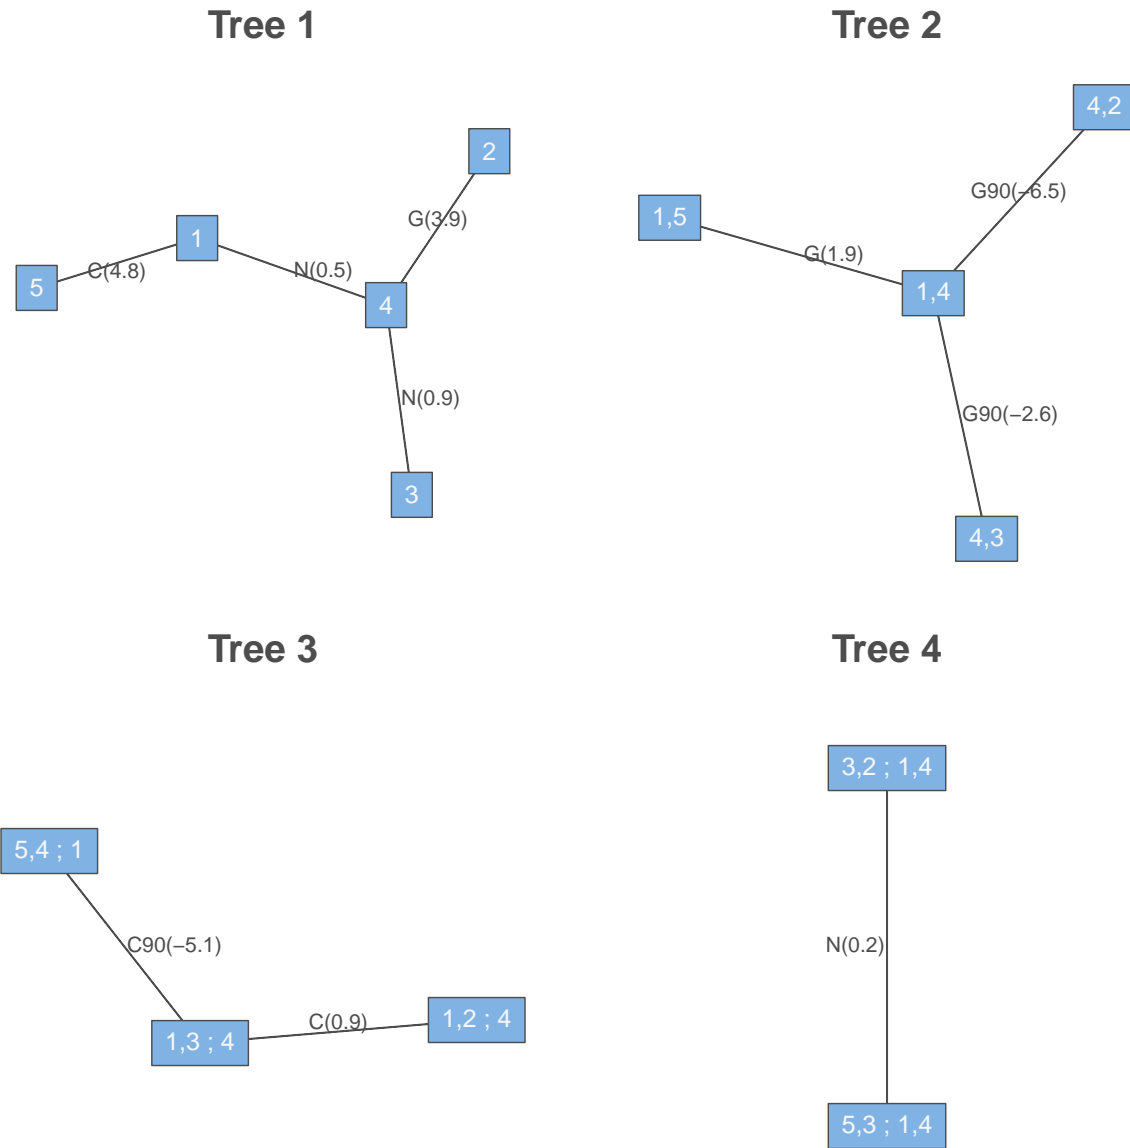 Tree 1
2
G(3.9)
1
C(4.8)
N(0.5)
5
4
N(0.9)
3
Tree 2
4,2
G90(−6.5)
1,5
G(1.9)
1,4
G90(−2.6)
4,3
Tree 3
5,4 ; 1
C90(−5.1)
1,2 ; 4
C(0.9)
1,3 ; 4
Tree 4
3,2 ; 1,4
N(0.2)
5,3 ; 1,4